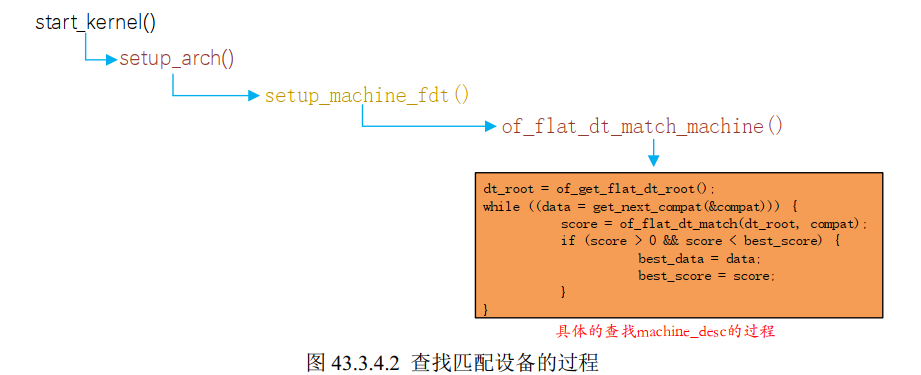 start_kernel()
setup_arch()
setup_machine_fdt()
of_flat_dt_match_machine()
dt_root = of_get_flat_dt_root();
while ((data = get_next_compat(&compat))) {
score = of_flat_dt_match(dt_root, compat);
if (score > 0 && score < best_score) {
best_data = data;
best_score = score;
}
}
具体的查找machine_desc的过程
图 43.3.4.2 查找匹配设备的过程